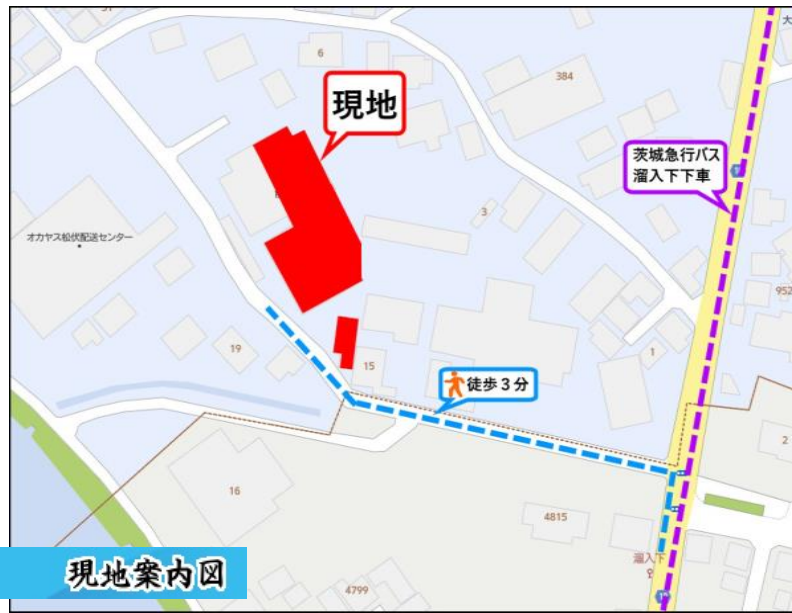 大
6
384
現地
茨城急行バス
溜入下下車
3
オカヤス松伏配送センター
952
19
15
1
徒歩3分
2
16
4815
溜入下
4799
現地案内図